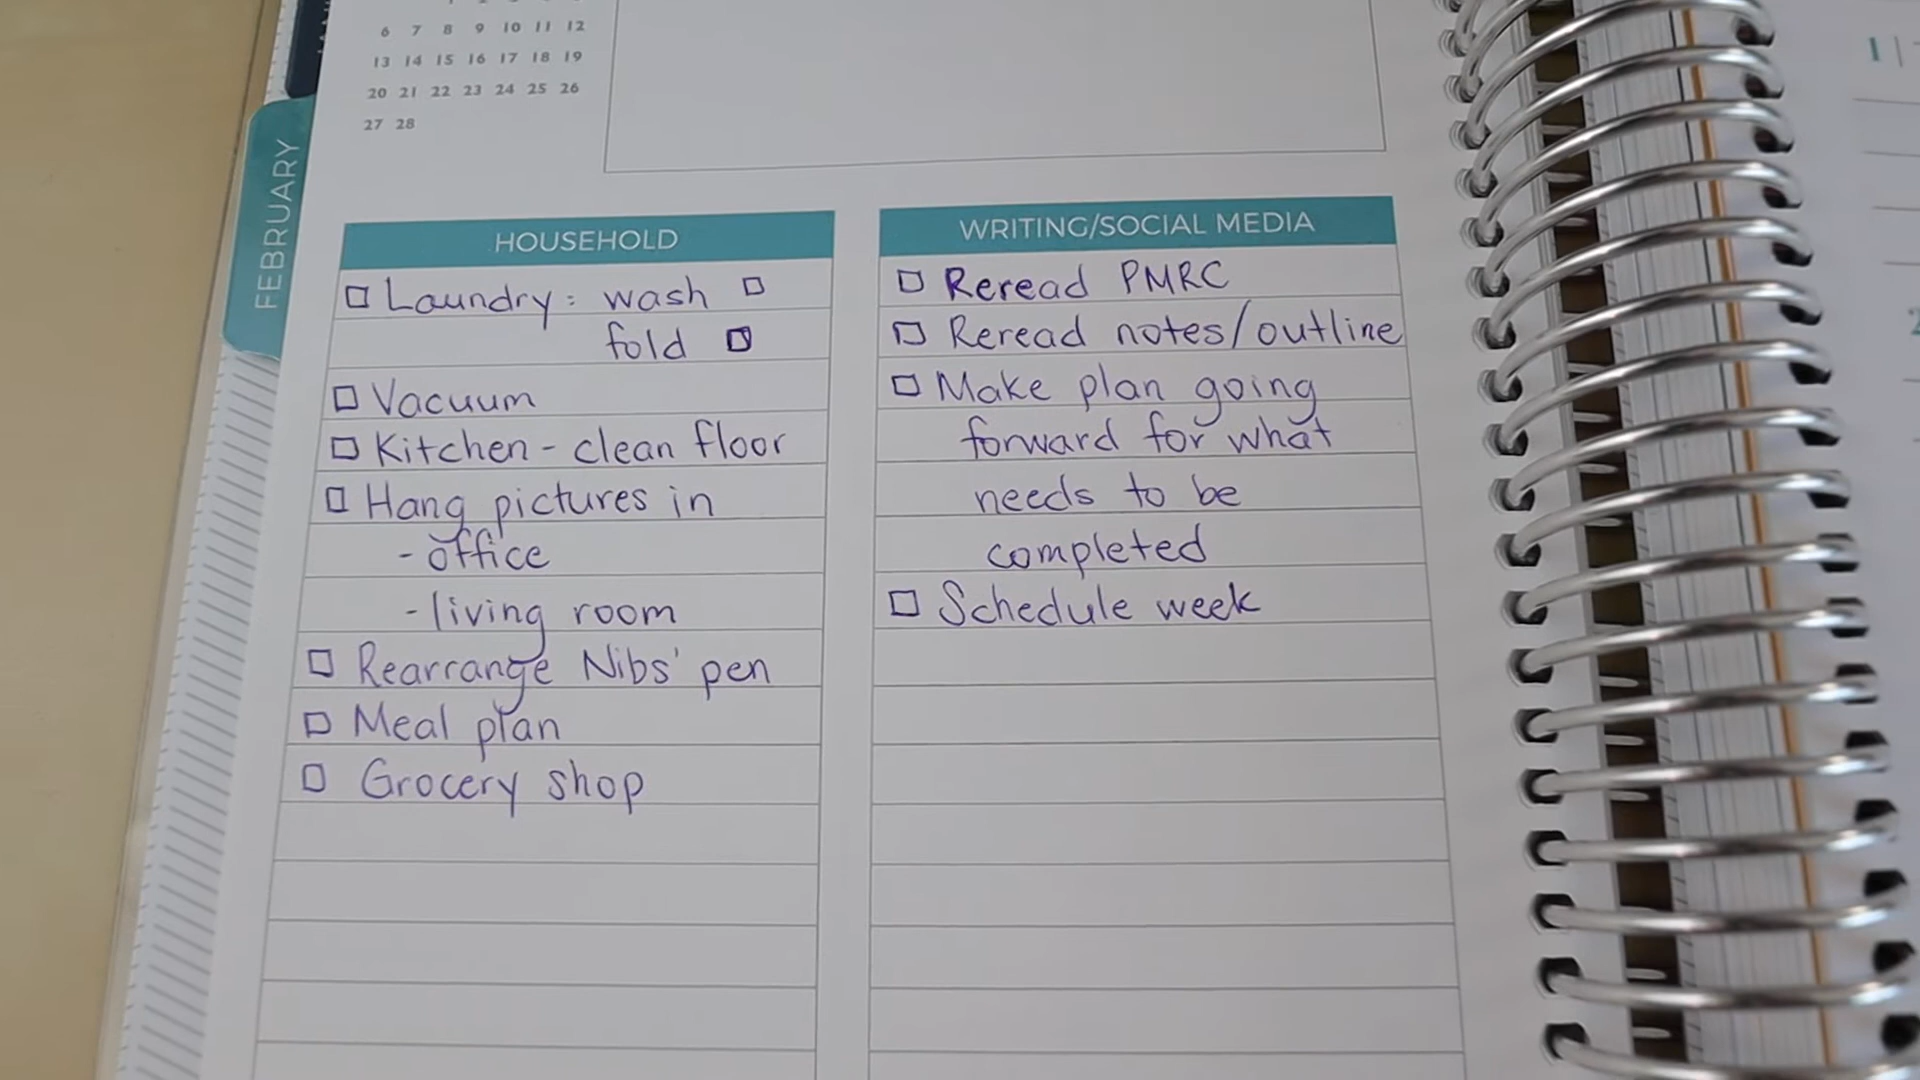 6 7 8 9 10 11 12
13 14 15 16 17 18 19
20 21 22 23 24 25 26
27 28
FEBRUARY
HOUSEHOLD
Laundry: wash
fold
Vacuum
Kitchen - clean floor
Hang pictures in
- office
- living room
Rearrange Nibs' pen
Meal plan
Grocery shop
WRITING/SOCIAL MEDIA
Reread PMRC
Reread notes/outline
Make plan going
forward for what
needs to be
completed
Schedule week
1